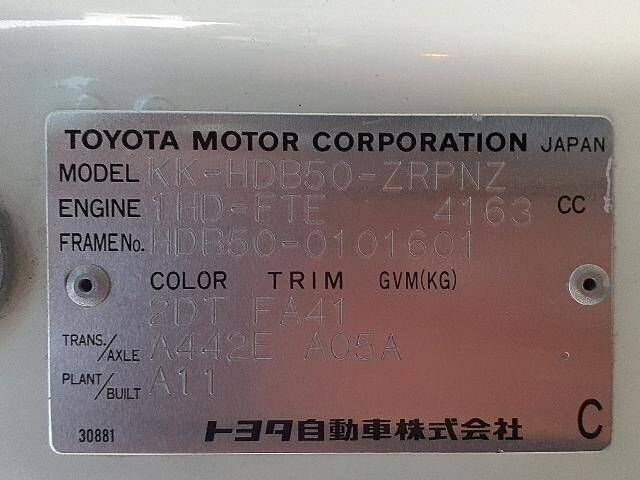 TOYOTA MOTOR CORPORATION JAPAN
MODEL KK-HDB50-ZRPNZ
ENGINE 1HD-FTE 4163 CC
FRAME No. HDB50-0101601
COLOR TRIM GVM(KG)
2DT FA41
TRANS./AXLE A442E A05A
PLANT/BUILT A11
30881 トヨタ自動車株式会社 C